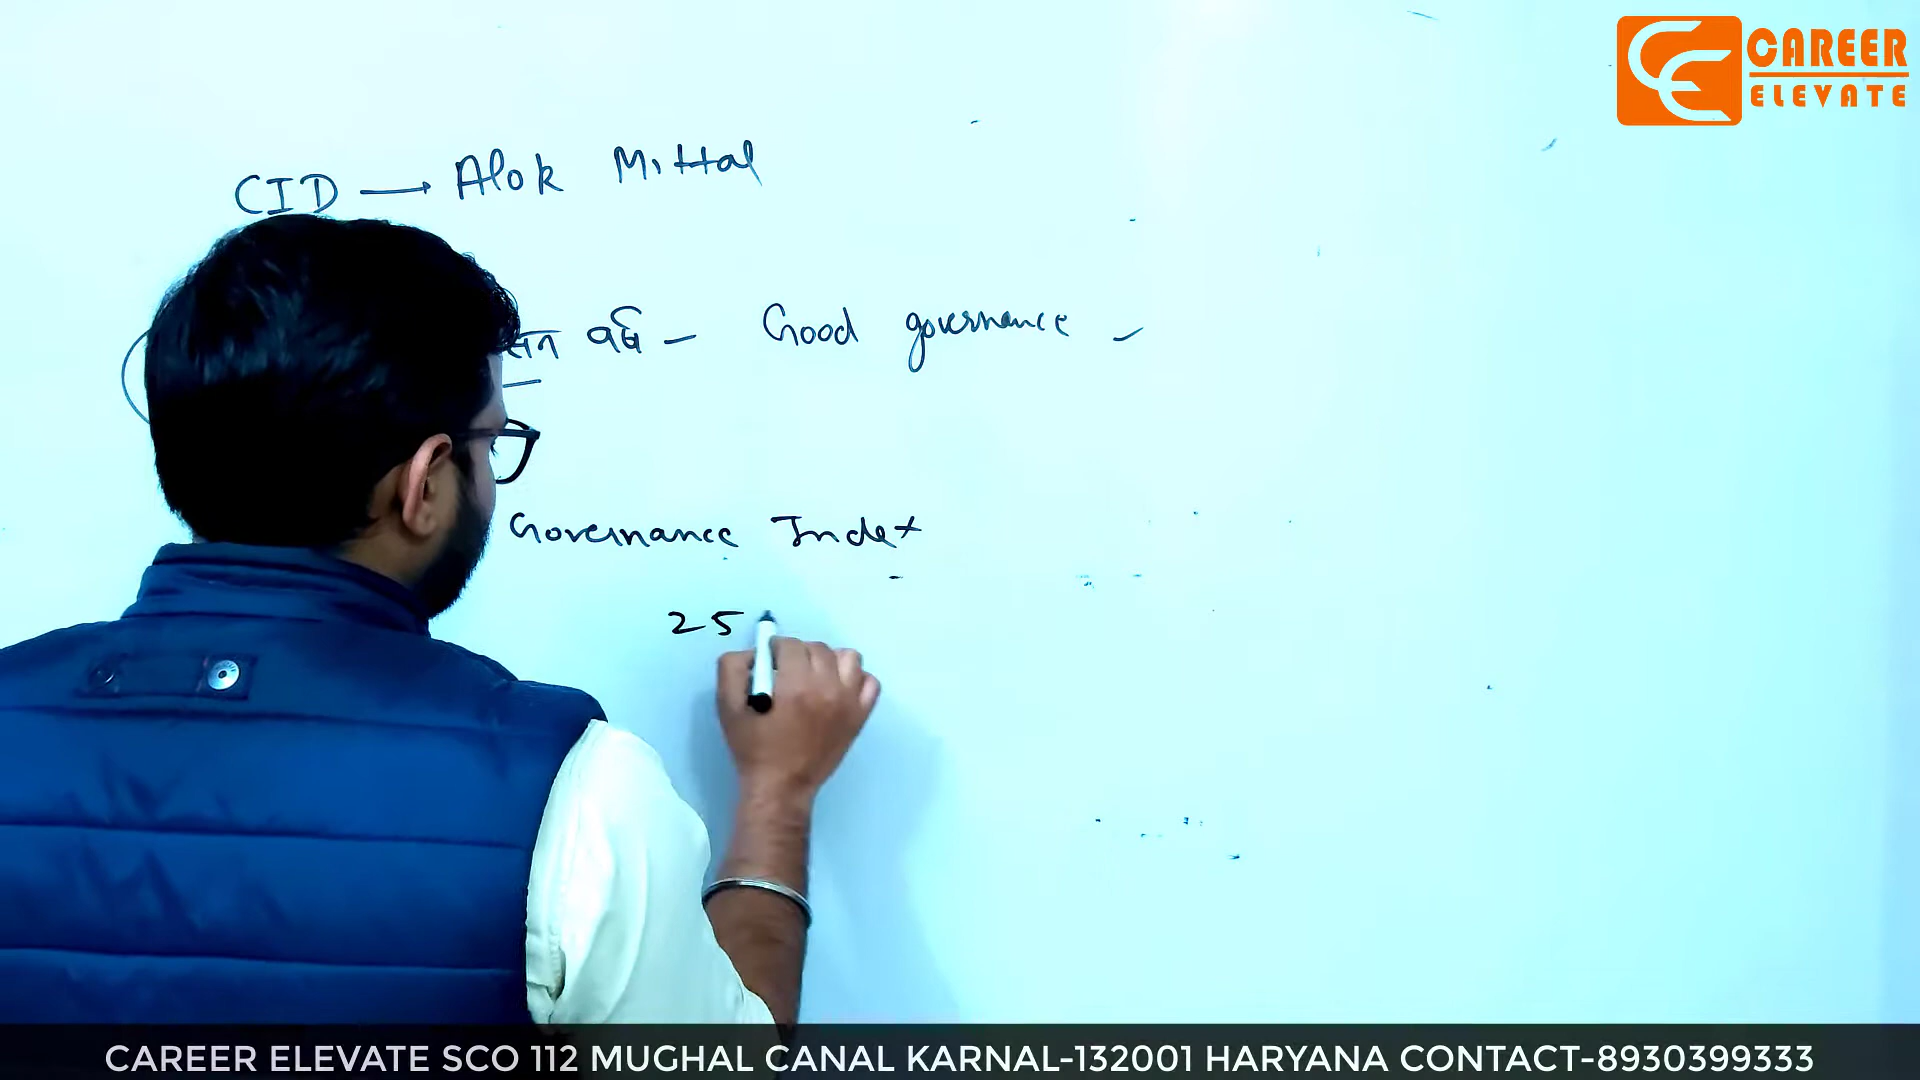 CAREER
ELEVATE
CID → Alok Mittal
वर्ष – Good governance –
Governance Index
25
CAREER ELEVATE SCO 112 MUGHAL CANAL KARNAL-132001 HARYANA CONTACT-8930399333